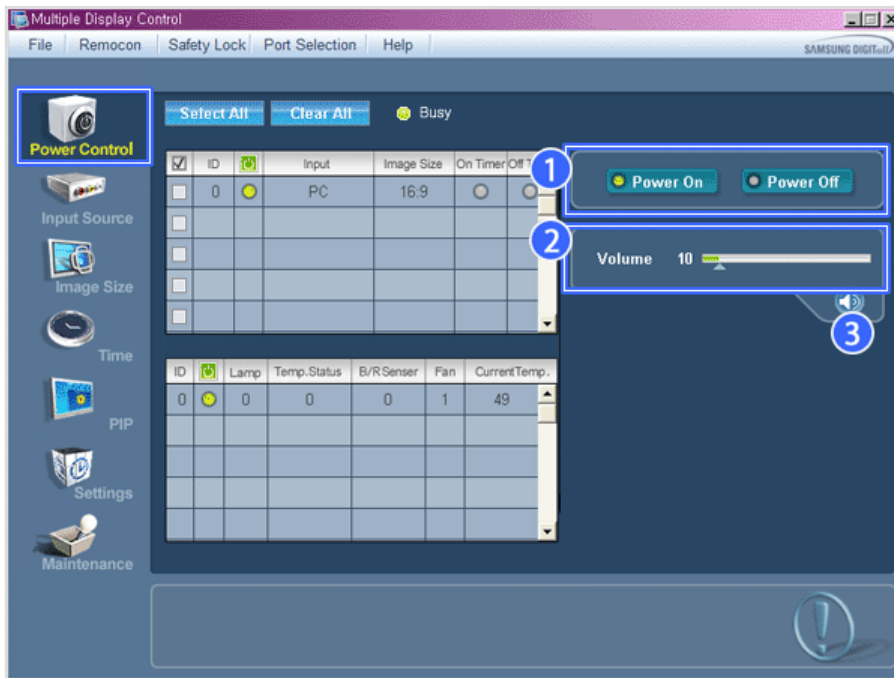 Multiple Display Control
File Remocon Safety Lock Port Selection Help
SAMSUNG DIGITall
Select All Clear All Busy
Power Control
Input Source
Image Size
Time
PIP
Settings
Maintenance
ID Input Image Size On Timer Off T
0 PC 16:9
ID Lamp Temp.Status B/RSenser Fan CurrentTemp.
0 0 0 0 1 49
1
Power On Power Off
2
Volume 10
3